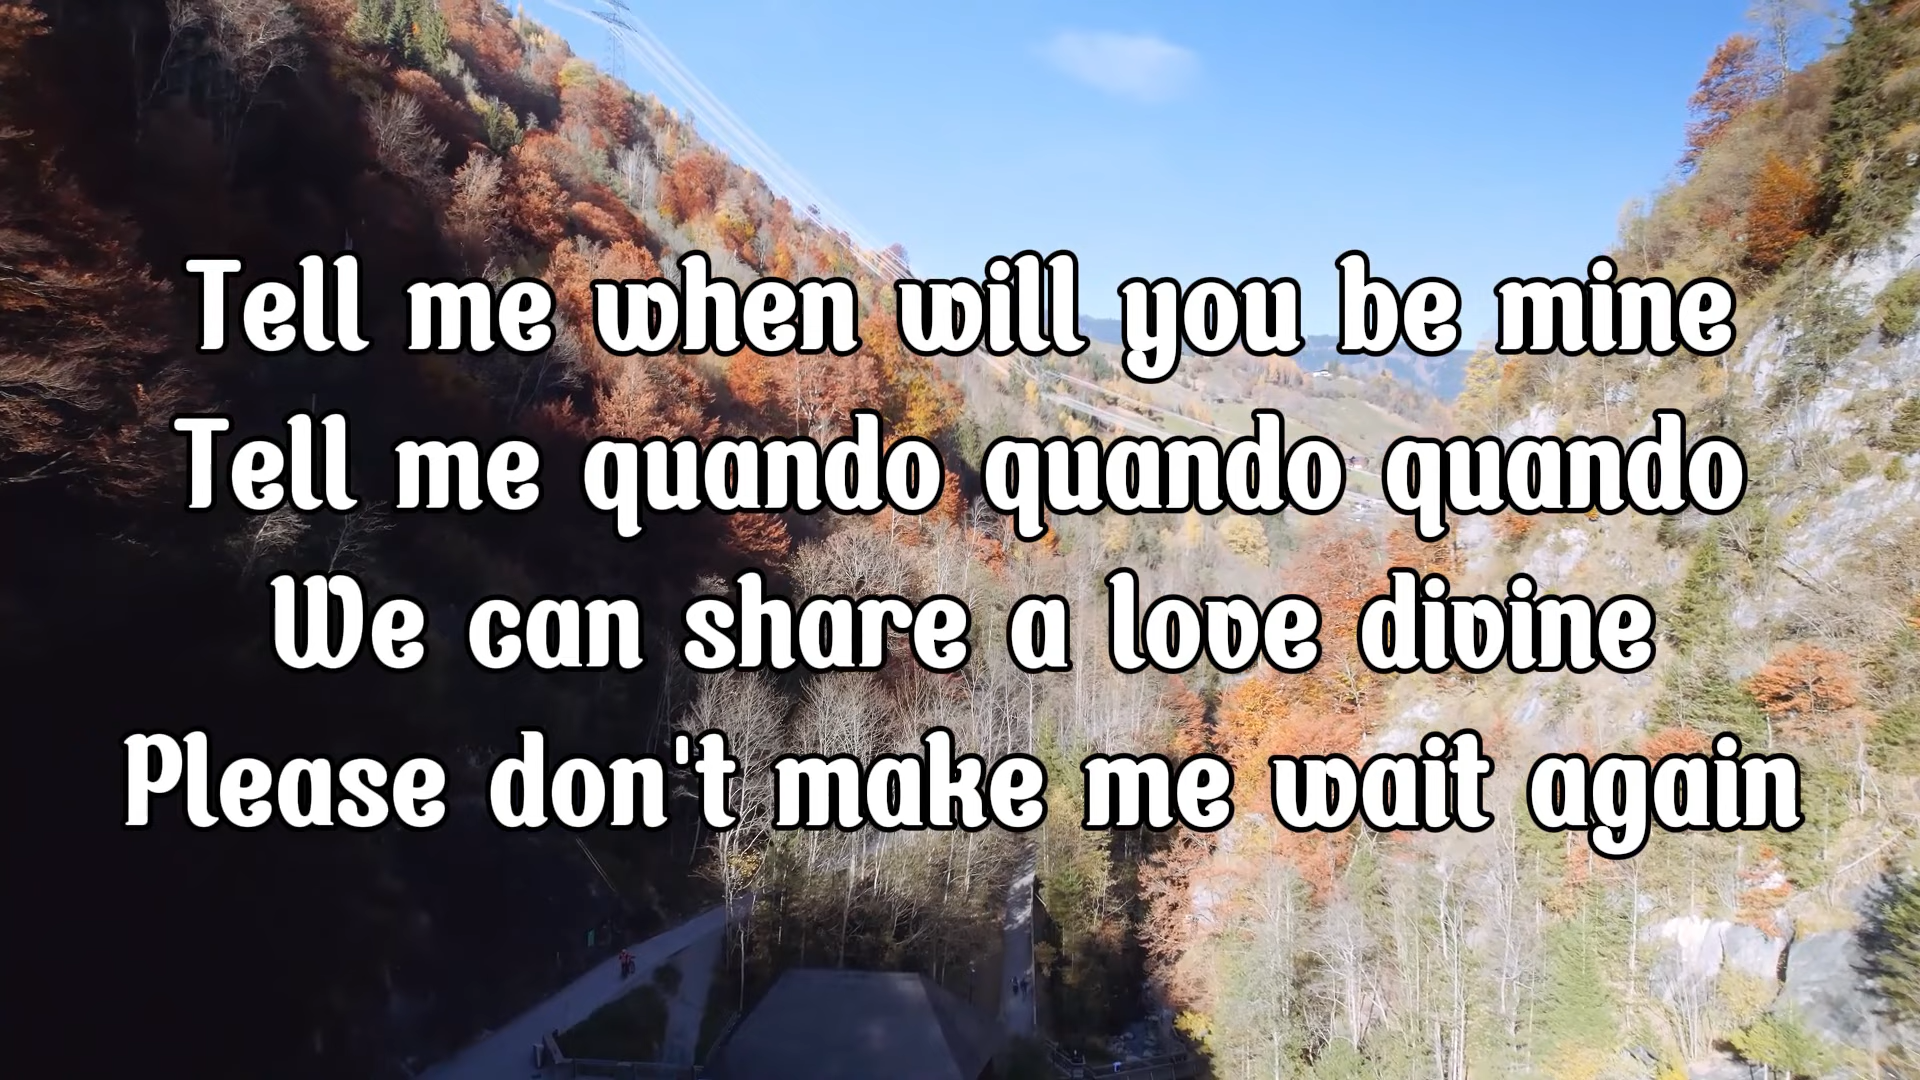 Tell me when will you be mine
Tell me quando quando quando
We can share a love divine
Please don't make me wait again